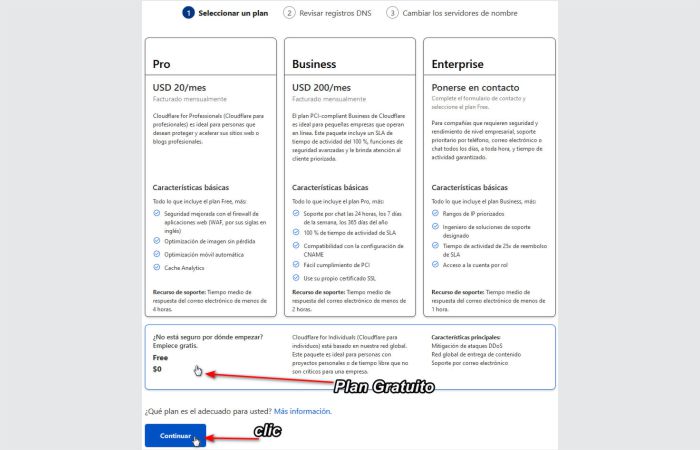 1 Seleccionar un plan 2 Revisar registros DNS 3 Cambiar los servidores de nombre
Pro
USD 20/mes
Facturado mensualmente
Cloudflare for Professionals (Cloudflare para
profesionales) es ideal para personas que
desean proteger y acelerar sus sitios web o
blogs profesionales.
Características básicas
Todo lo que incluye el plan Free, más:
Seguridad mejorada con el firewall de
aplicaciones web (WAF, por sus siglas en
inglés)
Optimización de imagen sin pérdida
Optimización móvil automática
Cache Analytics
Recurso de soporte: Tiempo medio de
respuesta del correo electrónico de menos de
4 horas.
Business
USD 200/mes
Facturado mensualmente
El plan PCI-compliant Business de Cloudflare
es ideal para pequeñas empresas que operan
en línea. Este paquete incluye un SLA de
tiempo de actividad del 100 %, funciones de
seguridad avanzadas y le brinda atención al
cliente priorizada.
Características básicas
Todo lo que incluye el plan Pro, más:
Soporte por chat las 24 horas, los 7 días
de la semana, los 365 días del año
100 % de tiempo de actividad de SLA
Compatibilidad con la configuración de
CNAME
Fácil cumplimiento de PCI
Use su propio certificado SSL
Recurso de soporte: Tiempo medio de
respuesta del correo electrónico de menos de
2 horas.
Enterprise
Ponerse en contacto
Complete el formulario de contacto y
seleccione el plan Free.
Para compañías que requieren seguridad y
rendimiento de nivel empresarial, soporte
prioritario por teléfono, correo electrónico o
chat todos los días, a toda hora, y tiempo de
actividad garantizado.
Características básicas
Todo lo que incluye el plan Business, más:
Rangos de IP priorizados
Ingeniero de soluciones de soporte
designado
Tiempo de actividad de 25x de reembolso
de SLA
Acceso a la cuenta por rol
Recurso de soporte: Tiempo medio de
respuesta del correo electrónico de menos de
1 hora.
¿No está seguro por dónde empezar?
Empiece gratis.
Free
$0
Cloudflare for Individuals (Cloudflare para
individuos) está basado en nuestra red global.
Este paquete es ideal para personas con
proyectos personales o de tiempo libre que no
son críticos para una empresa.
Características principales:
Mitigación de ataques DDoS
Red global de entrega de contenido
Soporte por correo electrónico
Plan Gratuito
¿Qué plan es el adecuado para usted? Más información.
Continuar
clic